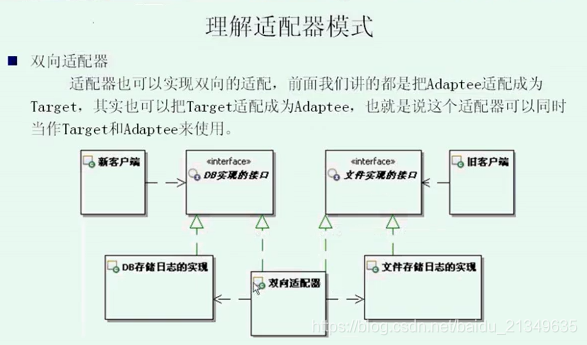 理解适配器模式
双向适配器
适配器也可以实现双向的适配，前面我们讲的都是把Adaptee适配成为
Target，其实也可以把Target适配成为Adaptee，也就是说这个适配器可以同时
当作Target和Adaptee来使用。
新客户端
«interface»
DB实现的接口
«interface»
文件实现的接口
旧客户端
DB存储日志的实现
双向适配器
文件存储日志的实现
https://blog.csdn.net/baidu_21349635